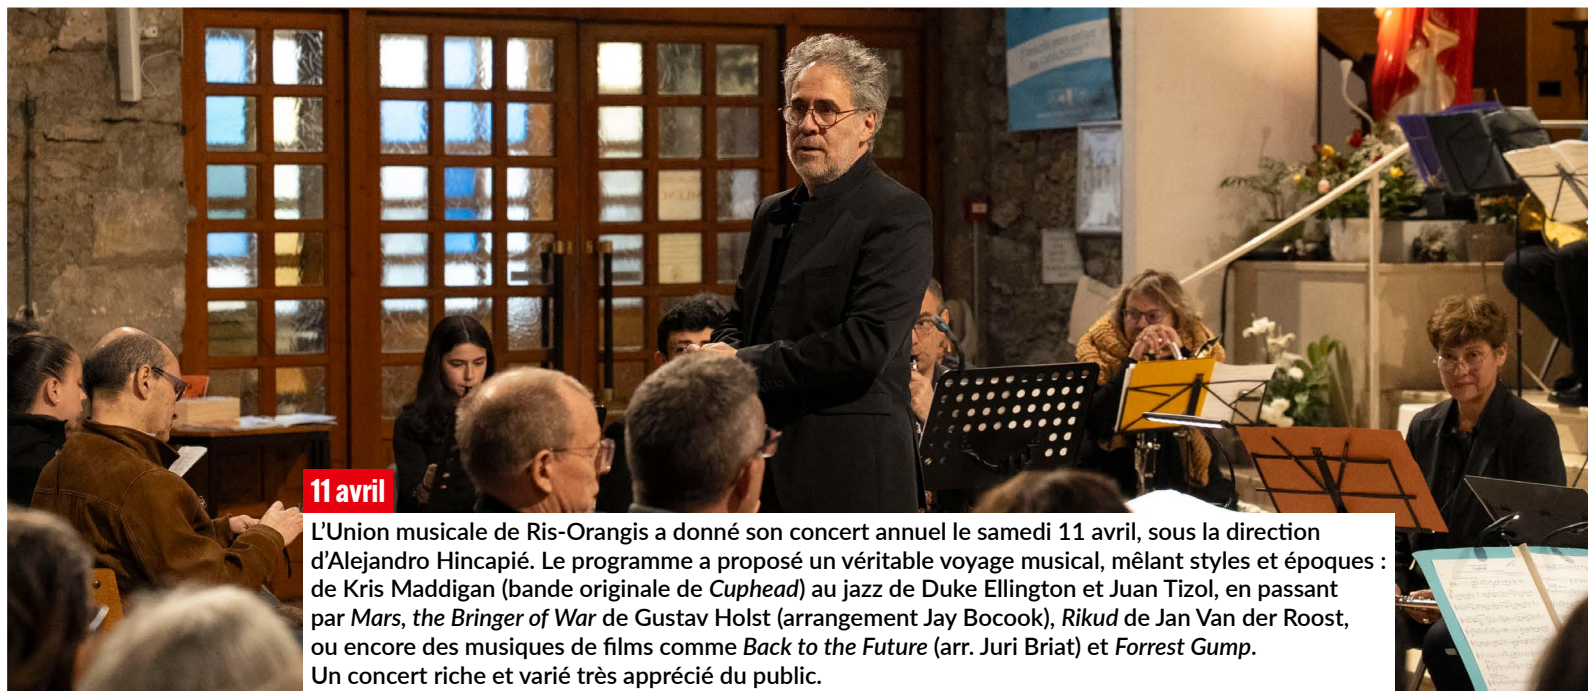 11 avril
L’Union musicale de Ris-Orangis a donné son concert annuel le samedi 11 avril, sous la direction
d’Alejandro Hincapié. Le programme a proposé un véritable voyage musical, mêlant styles et époques :
de Kris Maddigan (bande originale de Cuphead) au jazz de Duke Ellington et Juan Tizol, en passant
par Mars, the Bringer of War de Gustav Holst (arrangement Jay Bocook), Rikud de Jan Van der Roost,
ou encore des musiques de films comme Back to the Future (arr. Juri Briat) et Forrest Gump.
Un concert riche et varié très apprécié du public.